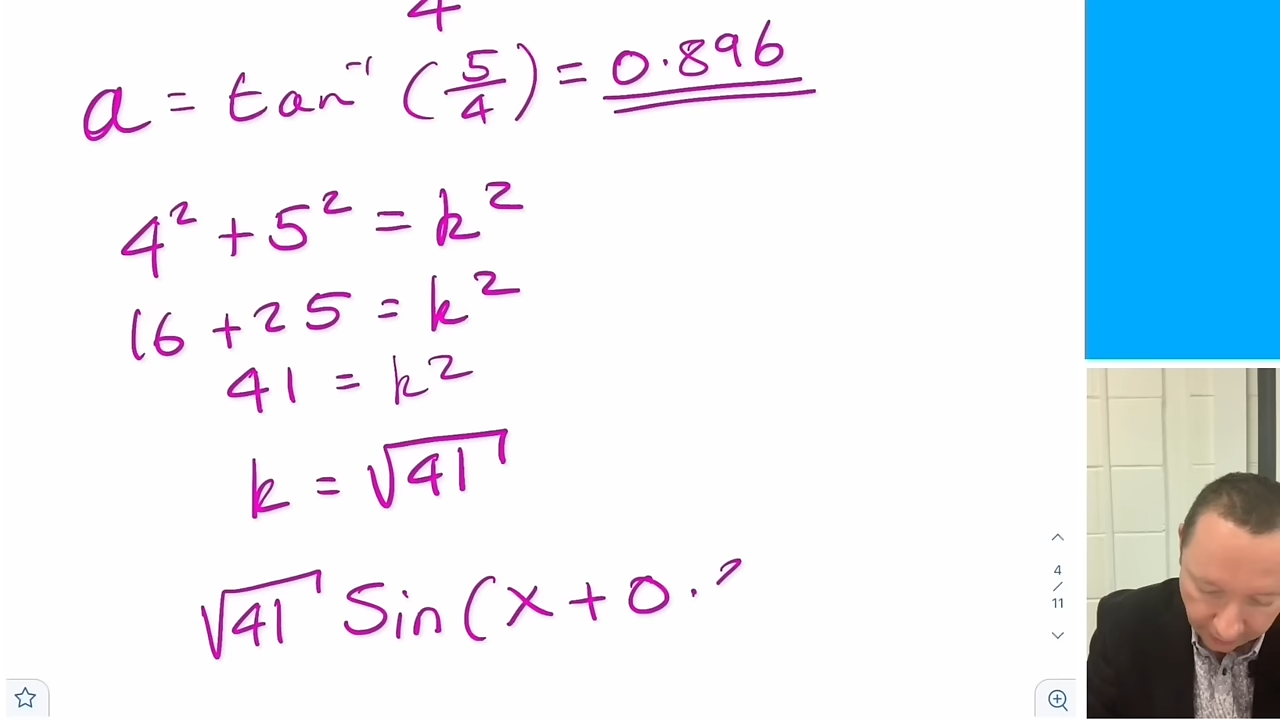 4
a = tan⁻¹ (5/4) = 0.896
4² + 5² = k²
16 + 25 = k²
41 = k²
k = √41
√41 Sin(x + 0.
4
/
11